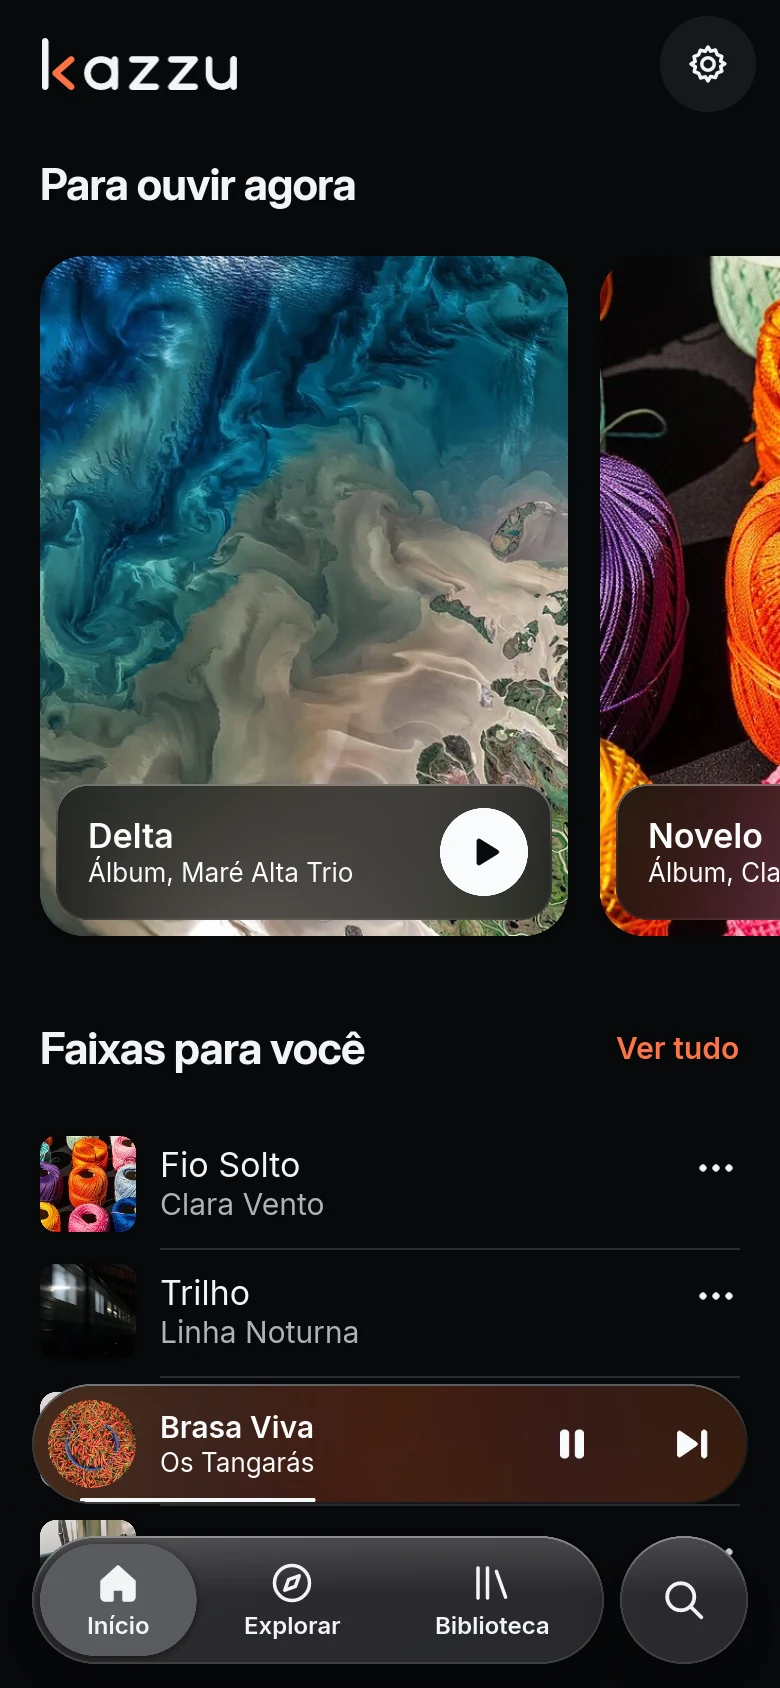 kazzu
Para ouvir agora
Delta
Álbum, Maré Alta Trio
Novelo
Álbum, Cla
Faixas para você
Ver tudo
Fio Solto
Clara Vento
Trilho
Linha Noturna
Brasa Viva
Os Tangarás
Início
Explorar
Biblioteca